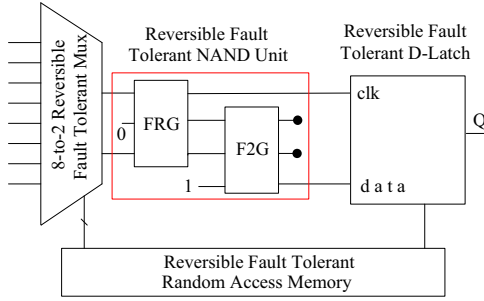 Reversible Fault
Tolerant NAND Unit
Reversible Fault
Tolerant D-Latch
8-to-2 Reversible
Fault Tolerant Mux
FRG
0
F2G
1
clk
data
Q
Reversible Fault Tolerant
Random Access Memory